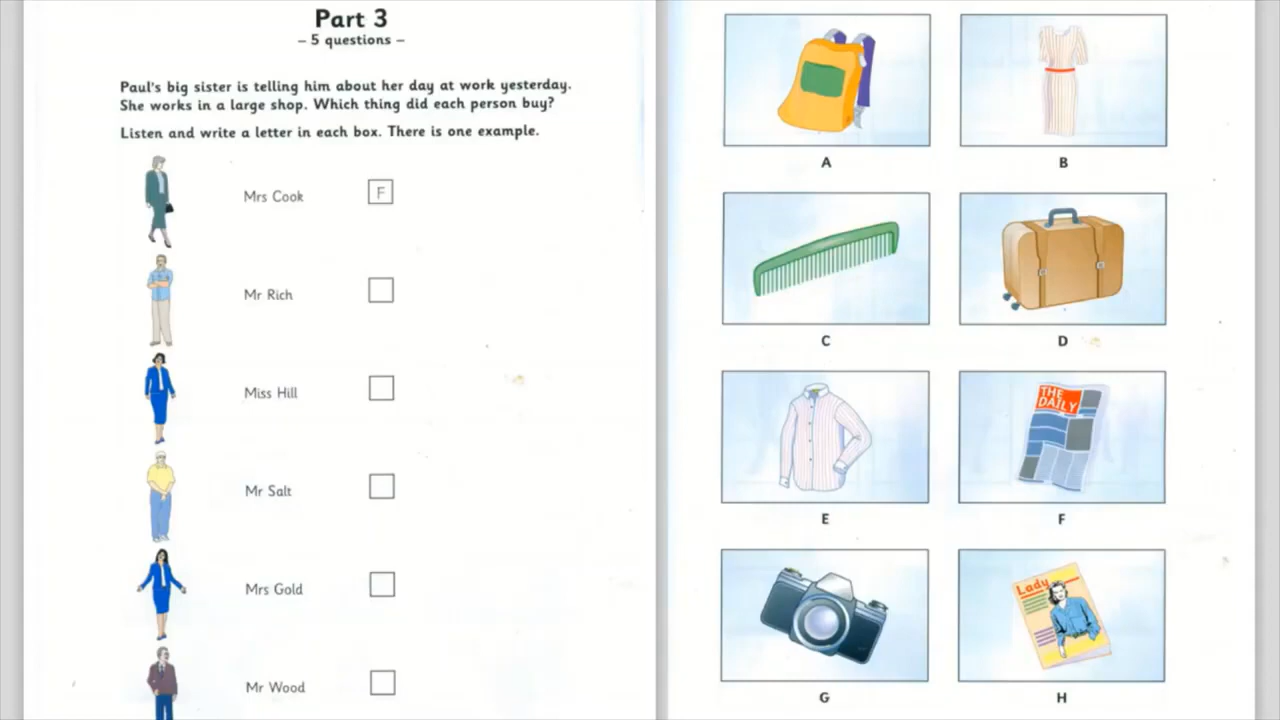 Part 3
– 5 questions –
Paul's big sister is telling him about her day at work yesterday.
She works in a large shop. Which thing did each person buy?
Listen and write a letter in each box. There is one example.
Mrs Cook
F
Mr Rich
Miss Hill
Mr Salt
Mrs Gold
Mr Wood
A
B
C
D
THE
DAILY
E
F
Lady
G
H